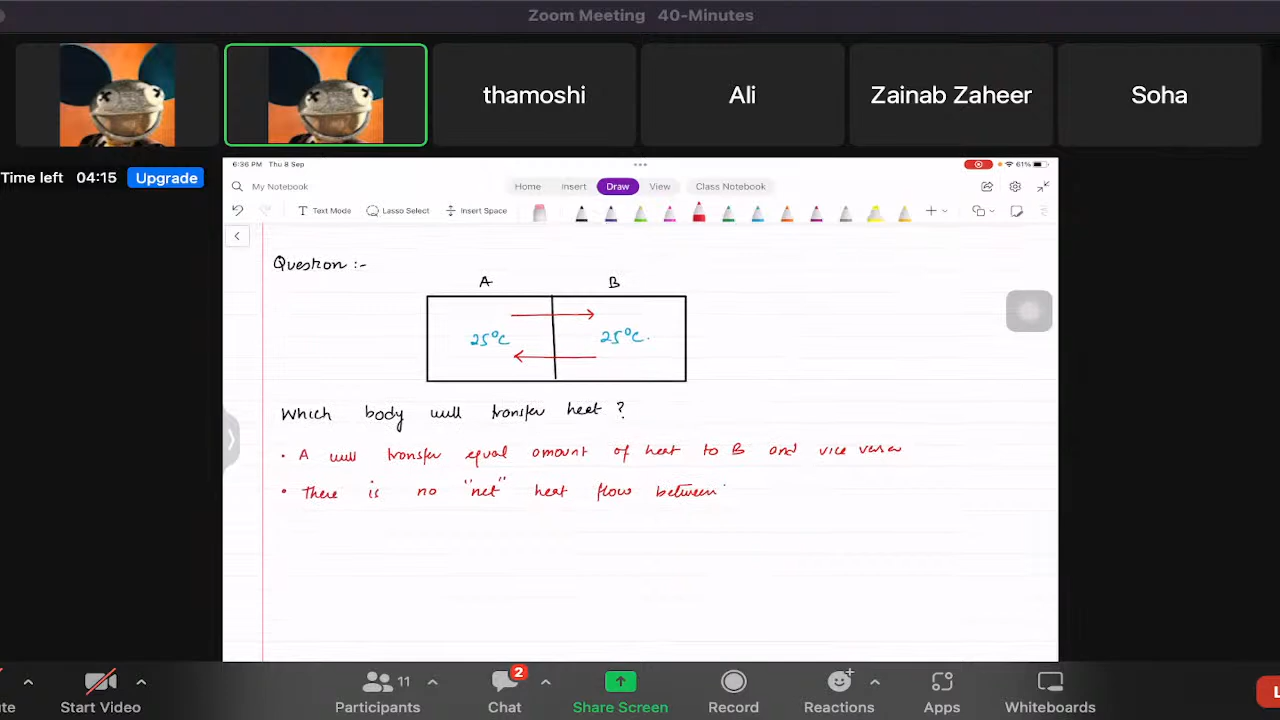 Zoom Meeting 40-Minutes
thamoshi
Ali
Zainab Zaheer
Soha
Time left 04:15 Upgrade
6:36 PM Thu 8 Sep
61%
My Notebook
Home Insert Draw View Class Notebook
Text Mode Lasso Select Insert Space
Question :-
A B
25°C 25°C.
Which body will transfer heat ?
• A will transfer equal amount of heat to B and vice versa
• There is no "net" heat flow between
ute
Start Video
Participants 11
Chat 2
Share Screen
Record
Reactions
Apps
Whiteboards
L